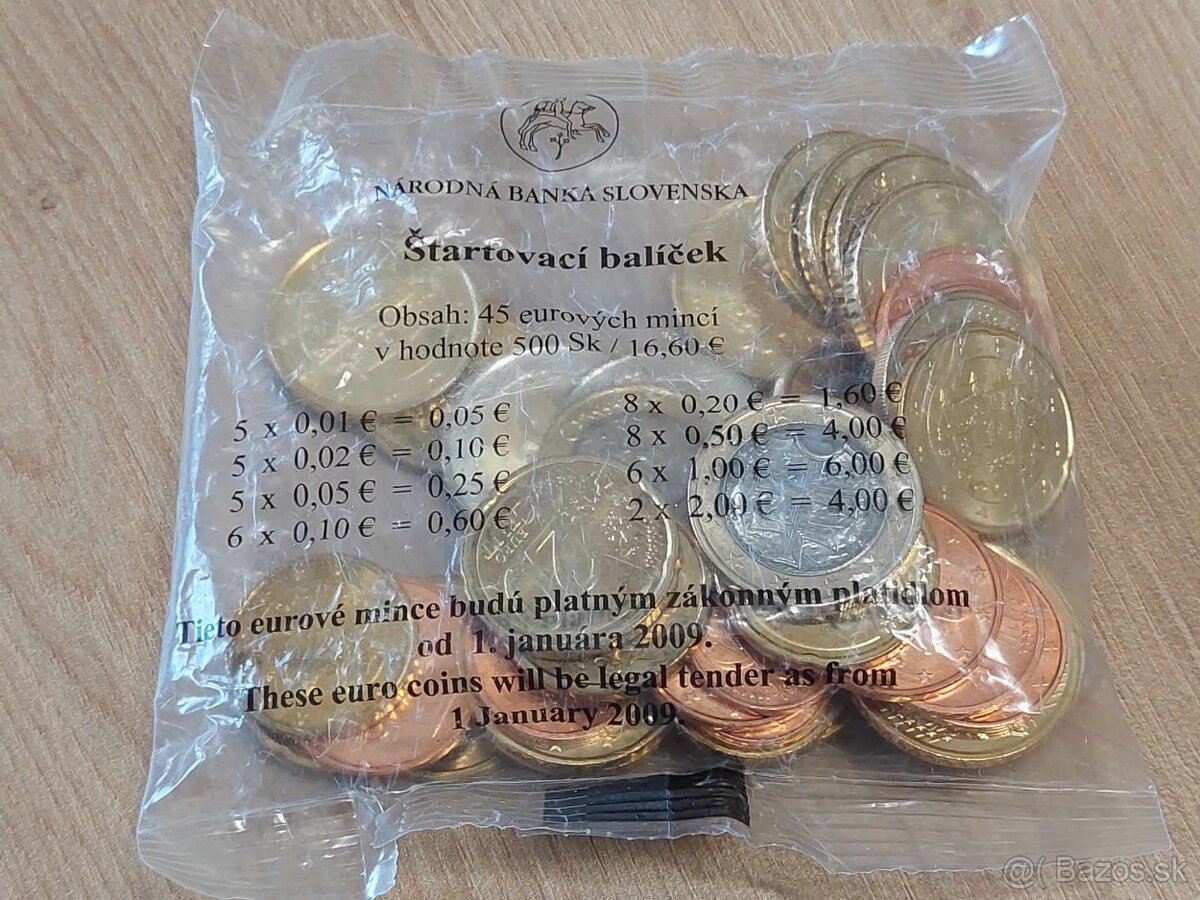 NÁRODNÁ BANKA SLOVENSKA
Štartovací balíček
Obsah: 45 eurových mincí
v hodnote 500 Sk / 16,60 €
5 x 0,01 € = 0,05 €
5 x 0,02 € = 0,10 €
5 x 0,05 € = 0,25 €
6 x 0,10 € = 0,60 €
8 x 0,20 € = 1,60 €
8 x 0,50 € = 4,00 €
6 x 1,00 € = 6,00 €
2 x 2,00 € = 4,00 €
Tieto eurové mince budú platným zákonným platidlom
od 1. januára 2009.
These euro coins will be legal tender as from
1 January 2009.
@( Bazos.sk